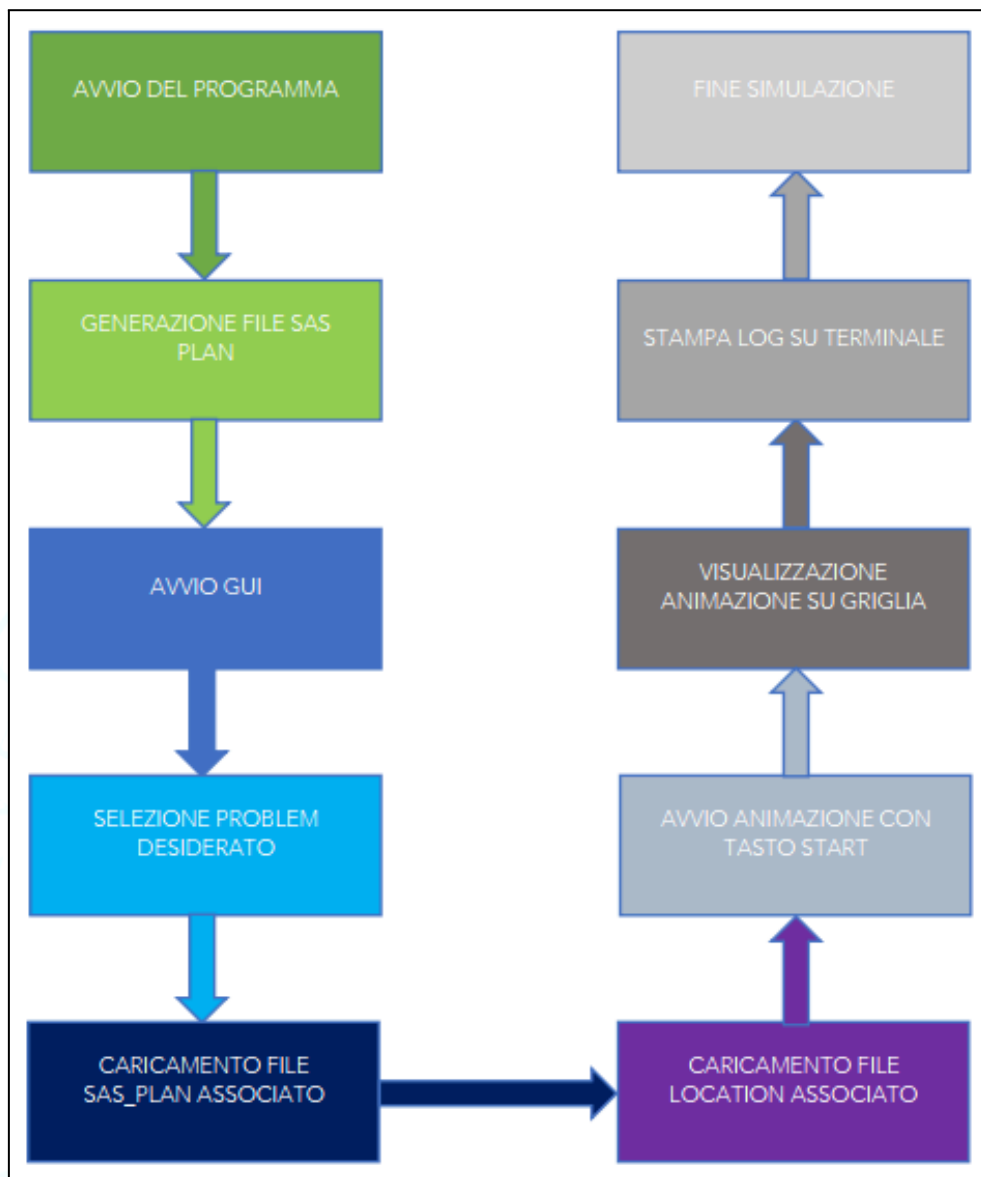 AVVIO DEL PROGRAMMA
GENERAZIONE FILE SAS
PLAN
AVVIO GUI
SELEZIONE PROBLEM
DESIDERATO
CARICAMENTO FILE
SAS_PLAN ASSOCIATO
CARICAMENTO FILE
LOCATION ASSOCIATO
AVVIO ANIMAZIONE CON
TASTO START
VISUALIZZAZIONE
ANIMAZIONE SU GRIGLIA
STAMPA LOG SU TERMINALE
FINE SIMULAZIONE